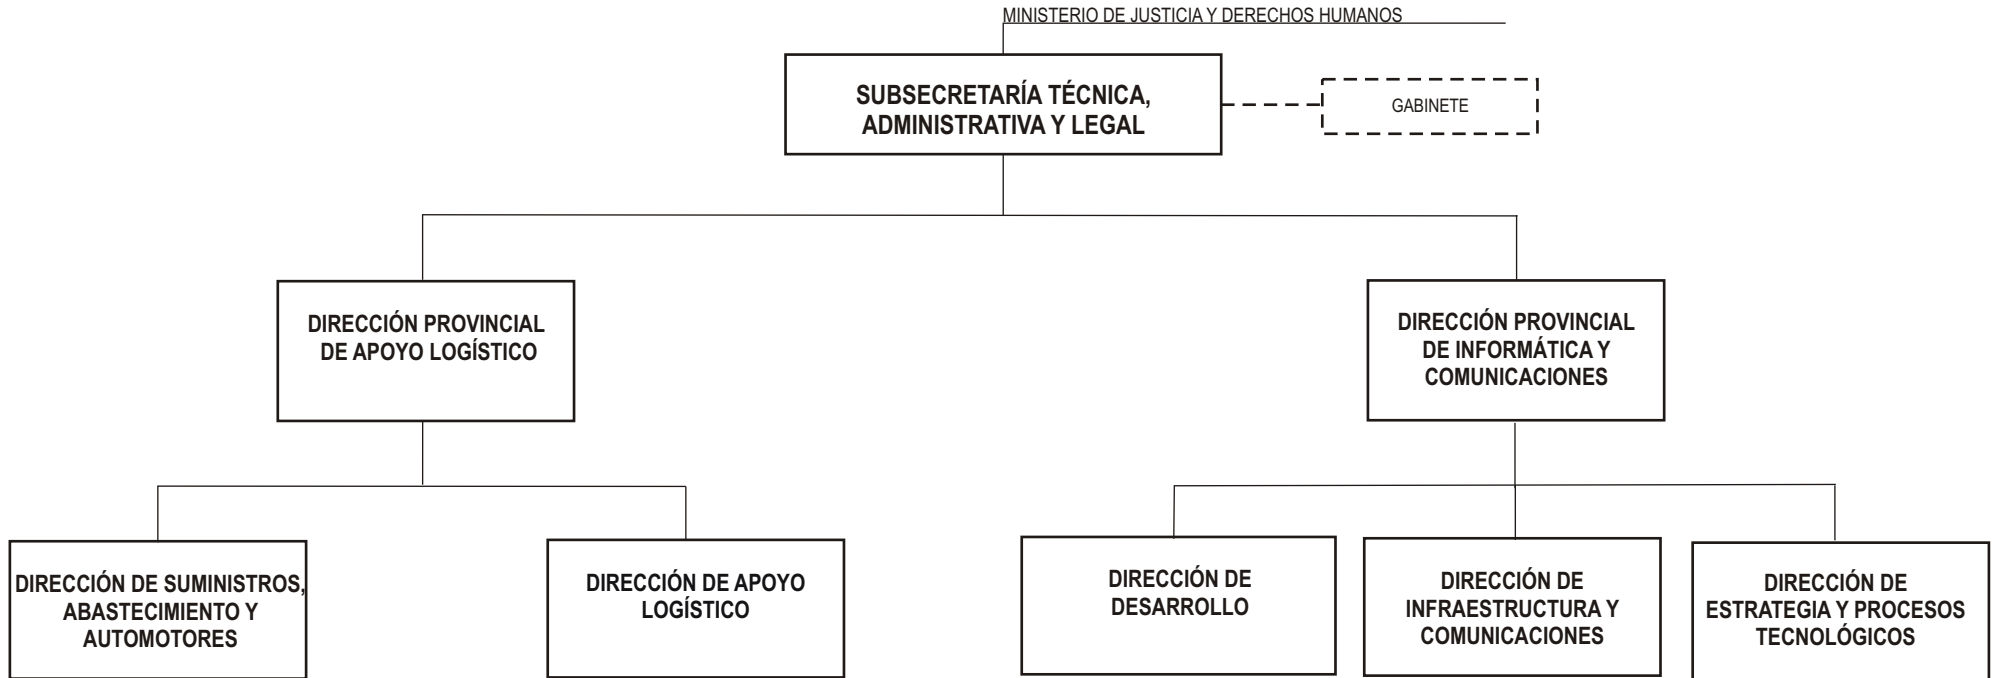 MINISTERIO DE JUSTICIA Y DERECHOS HUMANOS
SUBSECRETARÍA TÉCNICA,
ADMINISTRATIVA Y LEGAL
GABINETE
DIRECCIÓN PROVINCIAL
DE APOYO LOGÍSTICO
DIRECCIÓN PROVINCIAL
DE INFORMÁTICA Y
COMUNICACIONES
DIRECCIÓN DE SUMINISTROS,
ABASTECIMIENTO Y
AUTOMOTORES
DIRECCIÓN DE APOYO
LOGÍSTICO
DIRECCIÓN DE
DESARROLLO
DIRECCIÓN DE
INFRAESTRUCTURA Y
COMUNICACIONES
DIRECCIÓN DE
ESTRATEGIA Y PROCESOS
TECNOLÓGICOS